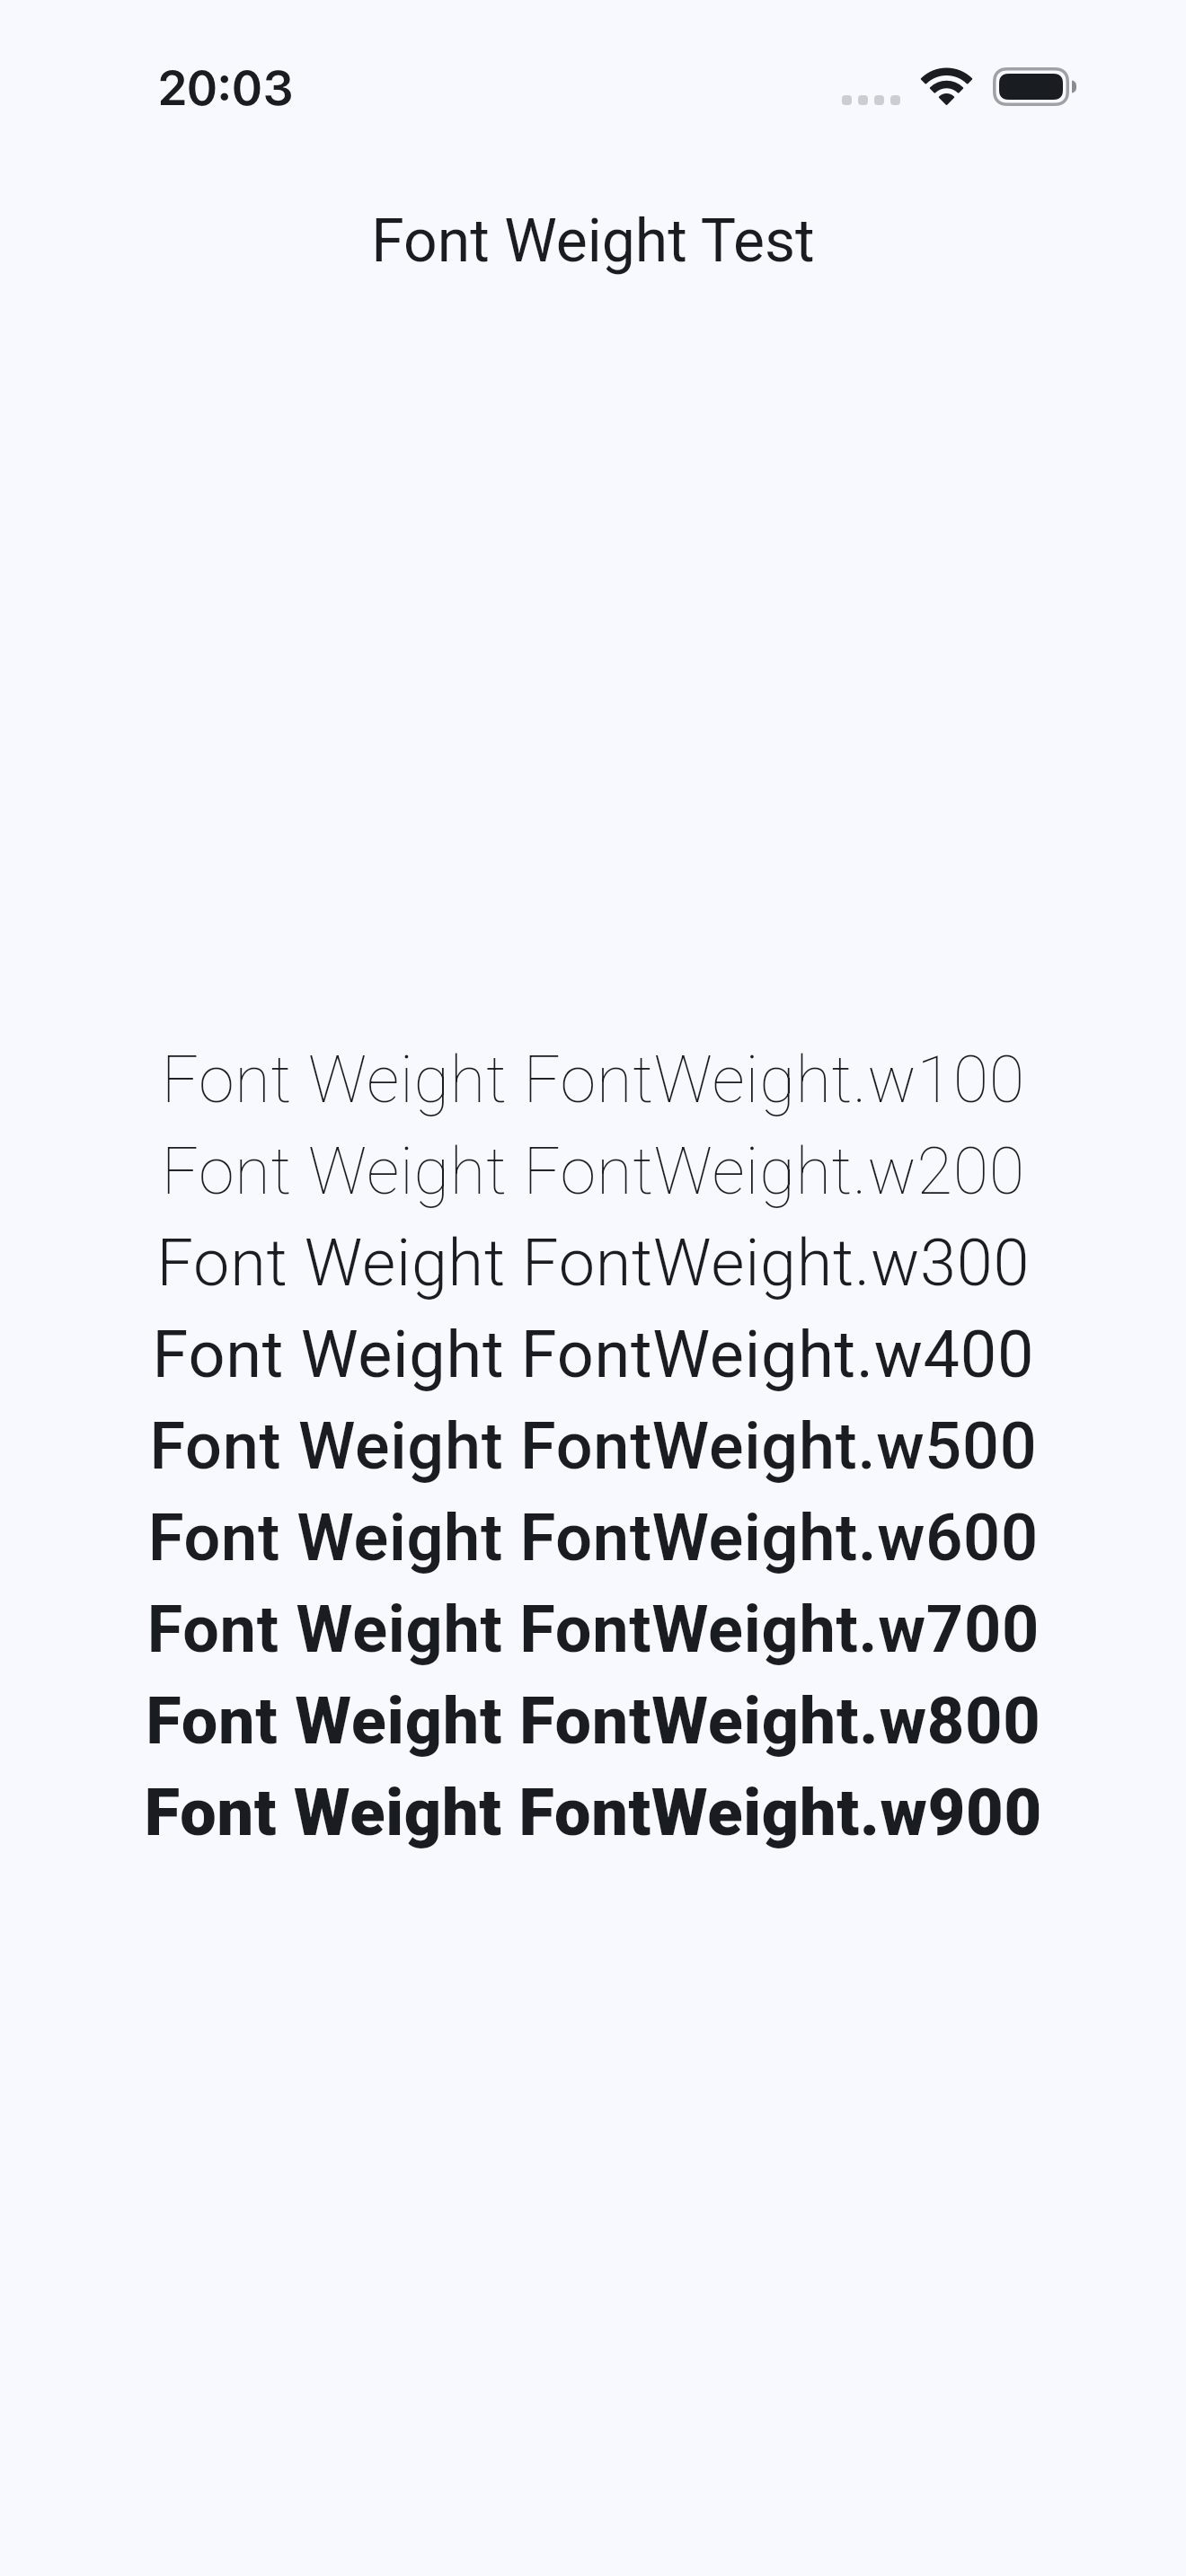 20:03
Font Weight Test
Font Weight FontWeight.w100
Font Weight FontWeight.w200
Font Weight FontWeight.w300
Font Weight FontWeight.w400
Font Weight FontWeight.w500
Font Weight FontWeight.w600
Font Weight FontWeight.w700
Font Weight FontWeight.w800
Font Weight FontWeight.w900